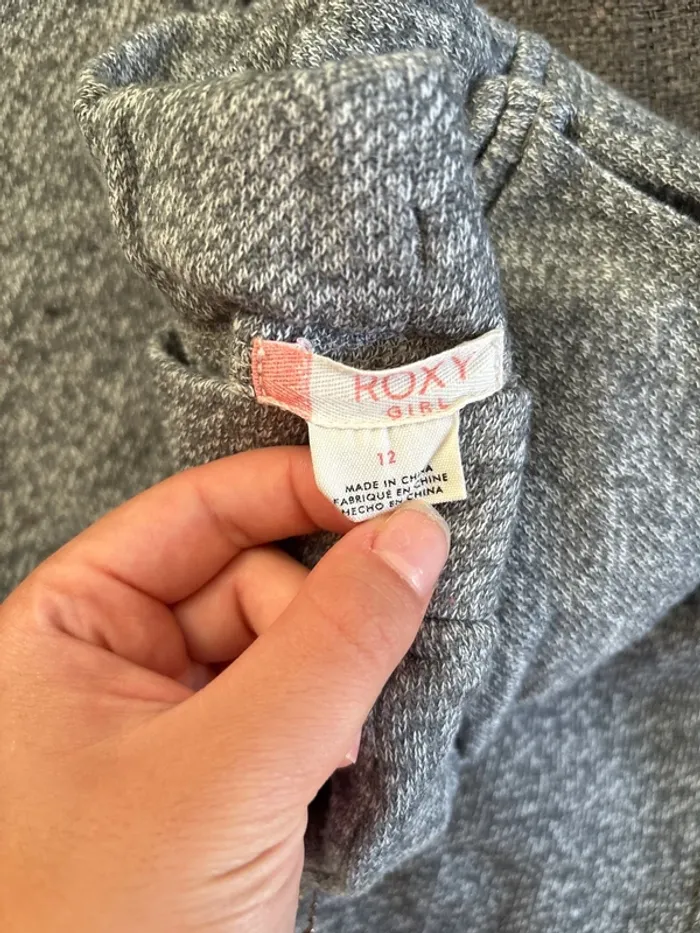 ROXY
GIRL
12
MADE IN CHINA
FABRIQUÉ EN CHINE
HECHO EN CHINA